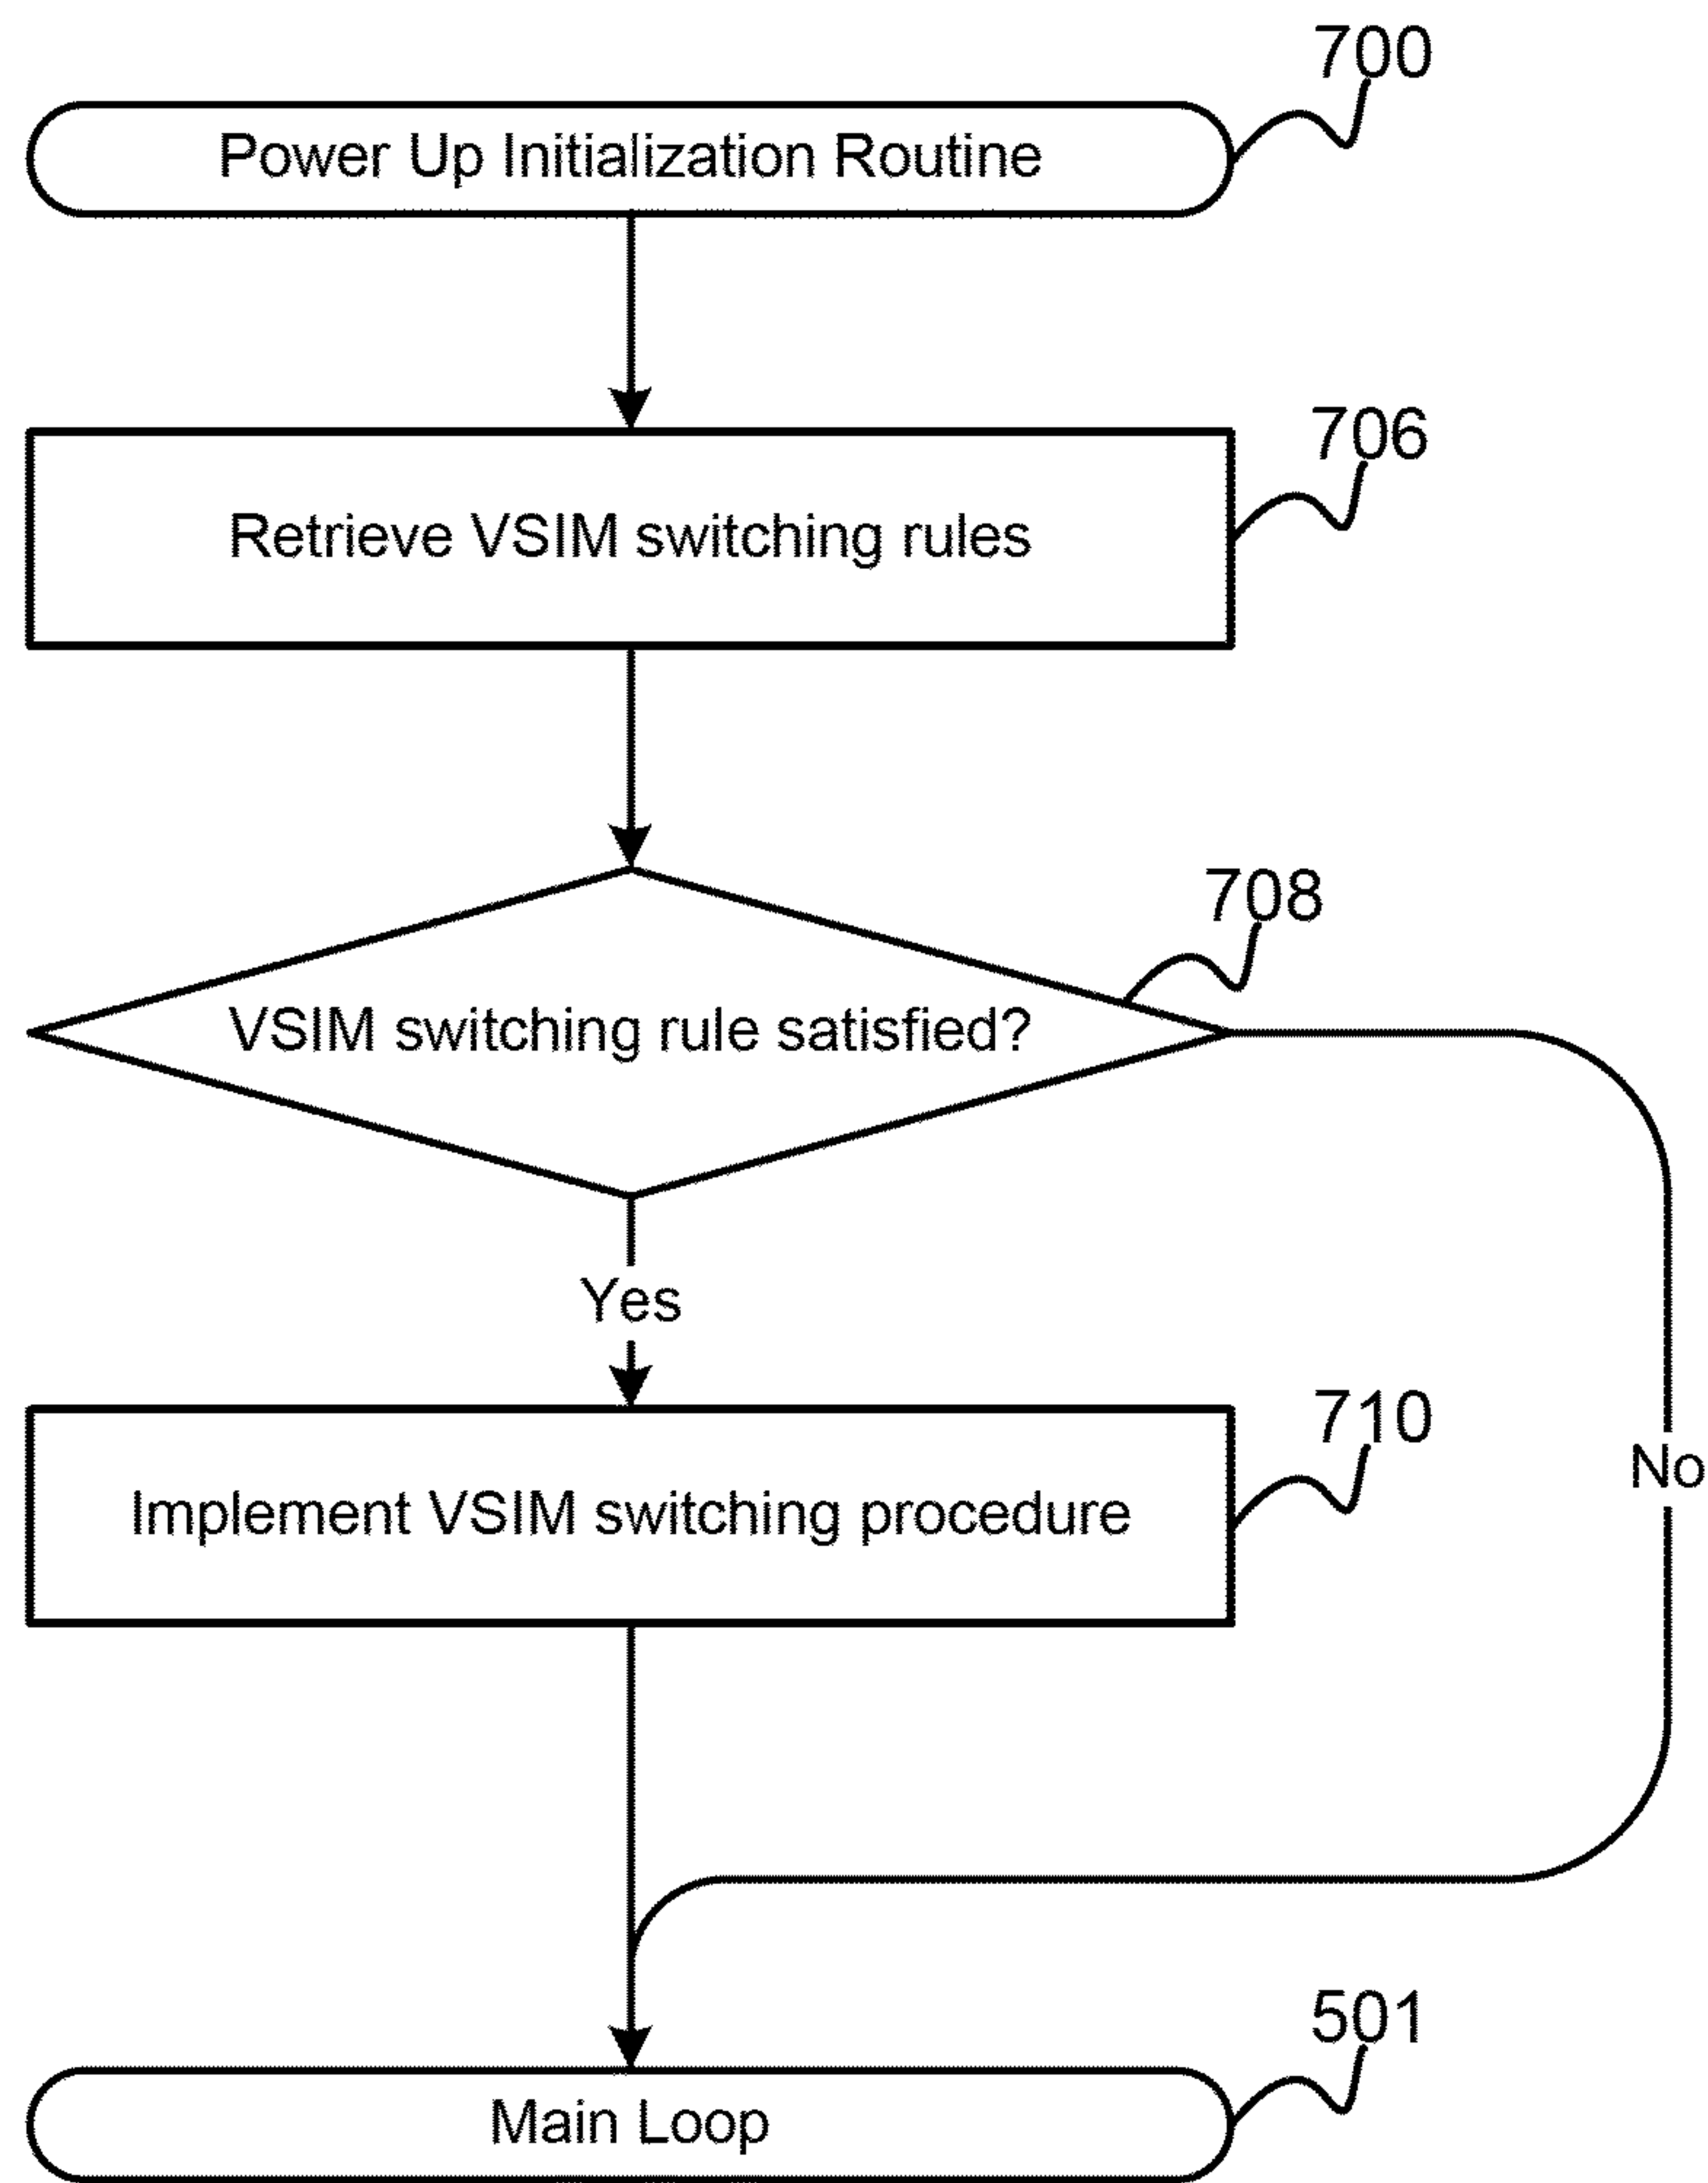 700
Power Up Initialization Routine
706
Retrieve VSIM switching rules
708
VSIM switching rule satisfied?
Yes
710
No
Implement VSIM switching procedure
501
Main Loop